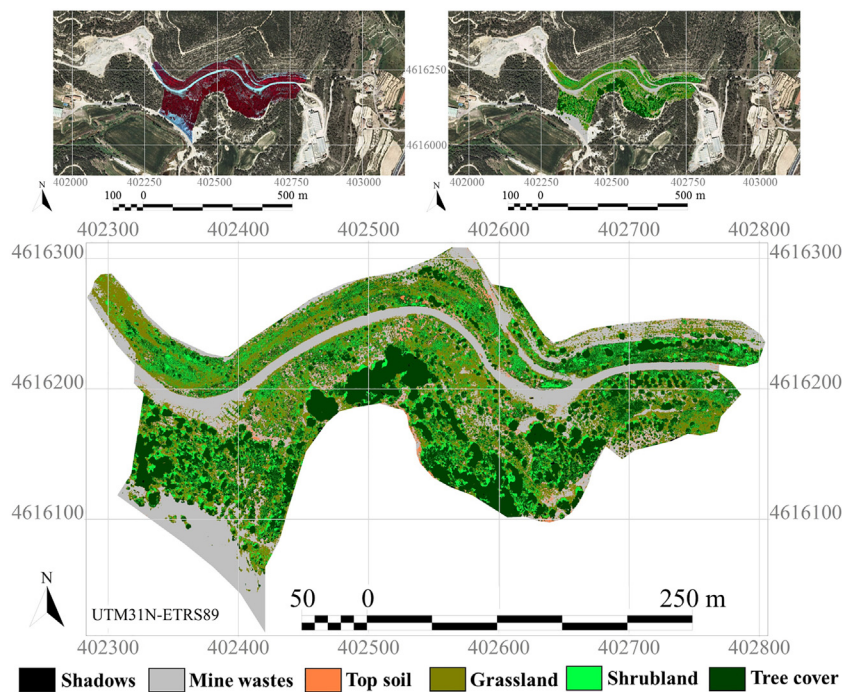 4616250
4616000
402000 402250 402500 402750 403000
402000 402250 402500 402750 403000
N
100 0 500 m
N
100 0 500 m
402300 402400 402500 402600 402700 402800
4616300 4616300
4616200 4616200
4616100 4616100
N
UTM31N-ETRS89
50 0 250 m
402300 402400 402500 402600 402700 402800
Shadows Mine wastes Top soil Grassland Shrubland Tree cover